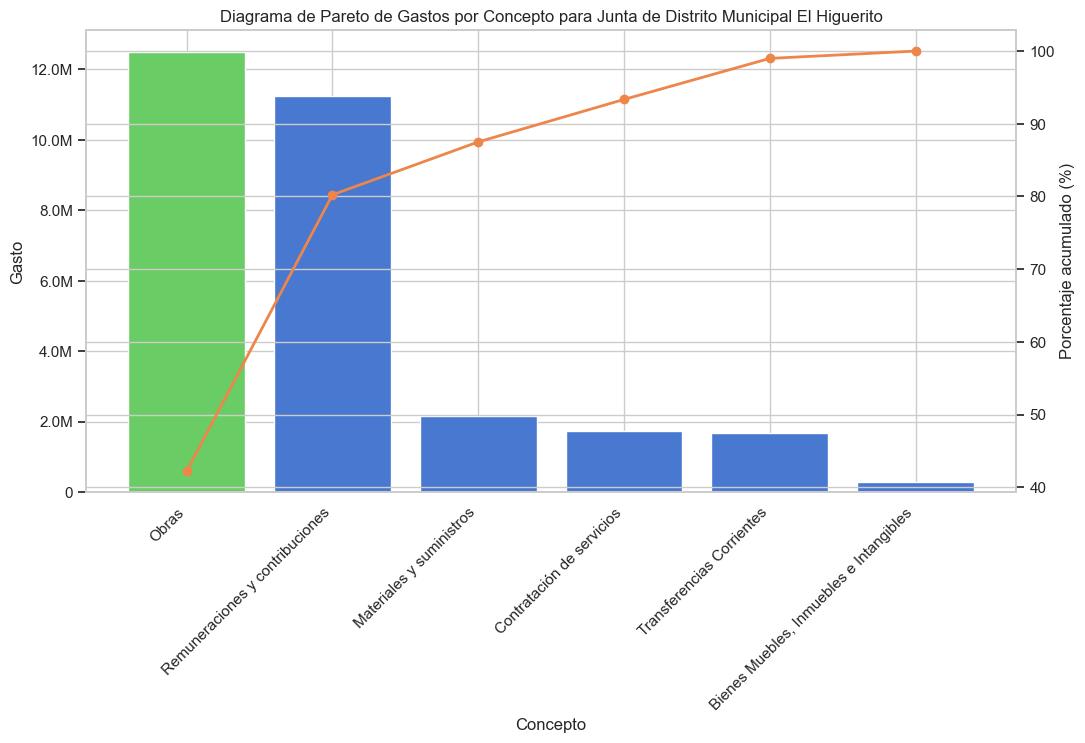 Diagrama de Pareto de Gastos por Concepto para Junta de Distrito Municipal El Higuerito
12.0M
10.0M
8.0M
6.0M
4.0M
2.0M
0
Gasto
100
90
80
70
60
50
40
Porcentaje acumulado (%)
Obras
Remuneraciones y contribuciones
Materiales y suministros
Contratación de servicios
Transferencias Corrientes
Bienes Muebles, Inmuebles e Intangibles
Concepto